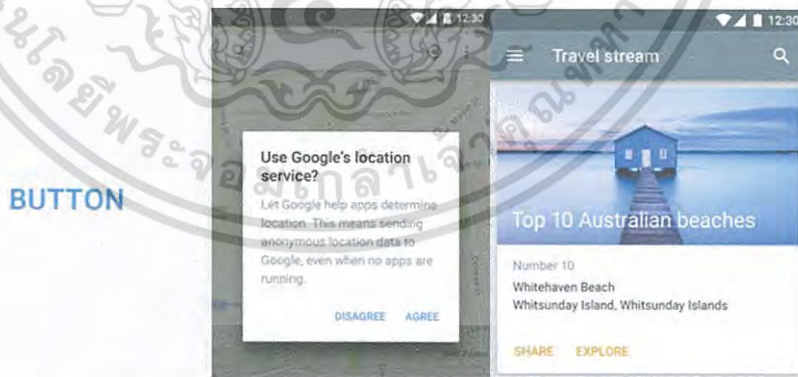 BUTTON
12:30
Use Google's location
service?
Let Google help apps determine
location. This means sending
anonymous location data to
Google, even when no apps are
running.
DISAGREE AGREE
12:30
Travel stream
Top 10 Australian beaches
Number 10
Whitehaven Beach
Whitsunday Island, Whitsunday Islands
SHARE EXPLORE